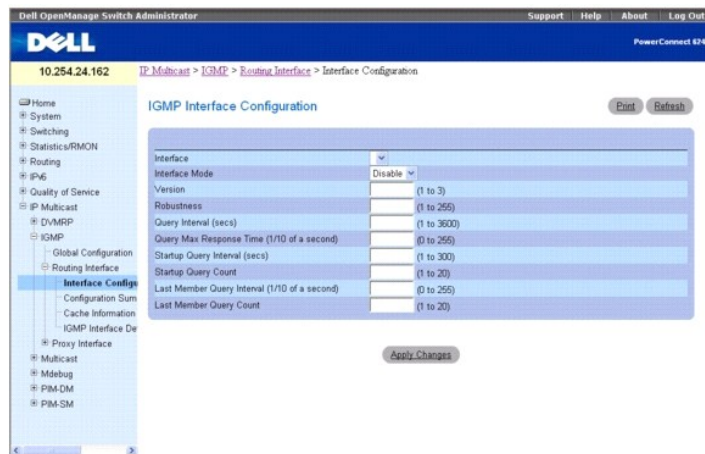 Dell OpenManage Switch Administrator Support Help About Log Out
DELL
PowerConnect 624
10.254.24.162
IP Multicast > IGMP > Routing Interface > Interface Configuration
Home
System
Switching
Statistics/RMON
Routing
IPv6
Quality of Service
IP Multicast
DVMRP
IGMP
Global Configuration
Routing Interface
Interface Configu
Configuration Sum
Cache Information
IGMP Interface De
Proxy Interface
Multicast
Mdebug
PIM-DM
PIM-SM
IGMP Interface Configuration
Print Refresh
Interface
Interface Mode Disable
Version (1 to 3)
Robustness (1 to 255)
Query Interval (secs) (1 to 3600)
Query Max Response Time (1/10 of a second) (0 to 255)
Startup Query Interval (secs) (1 to 300)
Startup Query Count (1 to 20)
Last Member Query Interval (1/10 of a second) (0 to 255)
Last Member Query Count (1 to 20)
Apply Changes